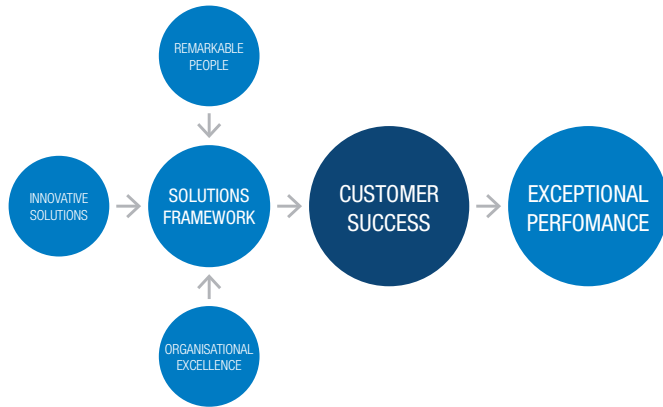 REMARKABLE
PEOPLE
INNOVATIVE
SOLUTIONS
SOLUTIONS
FRAMEWORK
CUSTOMER
SUCCESS
EXCEPTIONAL
PERFOMANCE
ORGANISATIONAL
EXCELLENCE